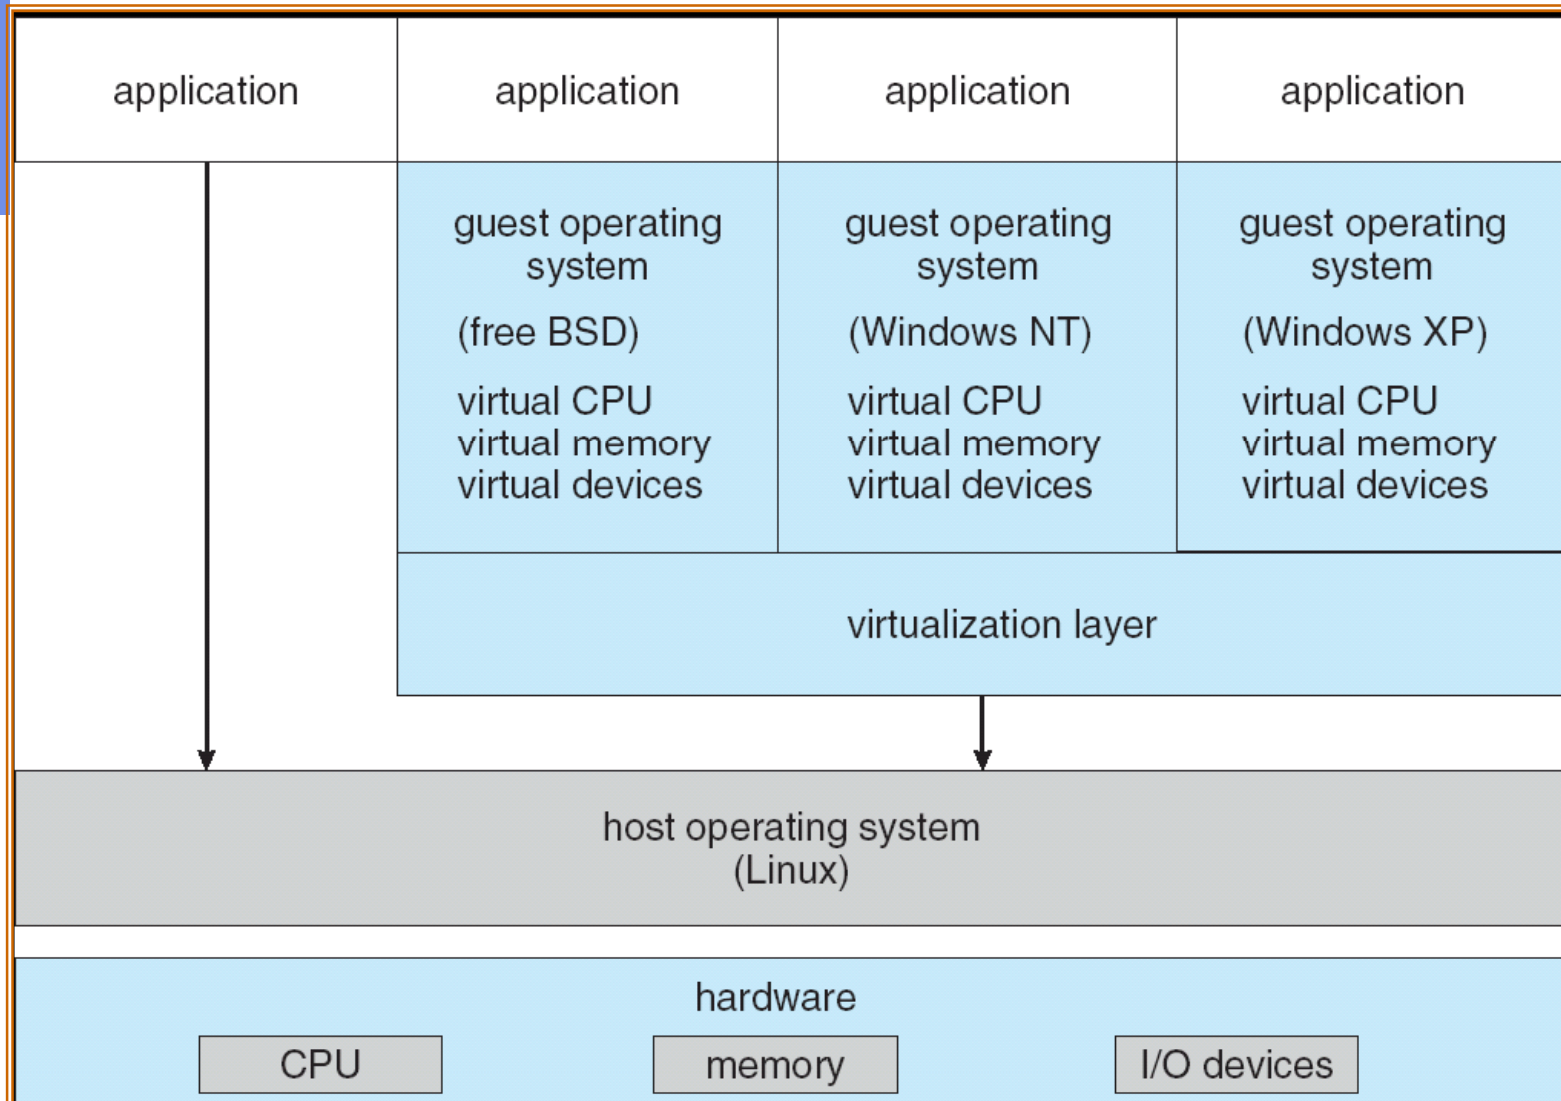 application
application
application
application
guest operating
system
(free BSD)
virtual CPU
virtual memory
virtual devices
guest operating
system
(Windows NT)
virtual CPU
virtual memory
virtual devices
guest operating
system
(Windows XP)
virtual CPU
virtual memory
virtual devices
virtualization layer
host operating system
(Linux)
hardware
CPU
memory
I/O devices